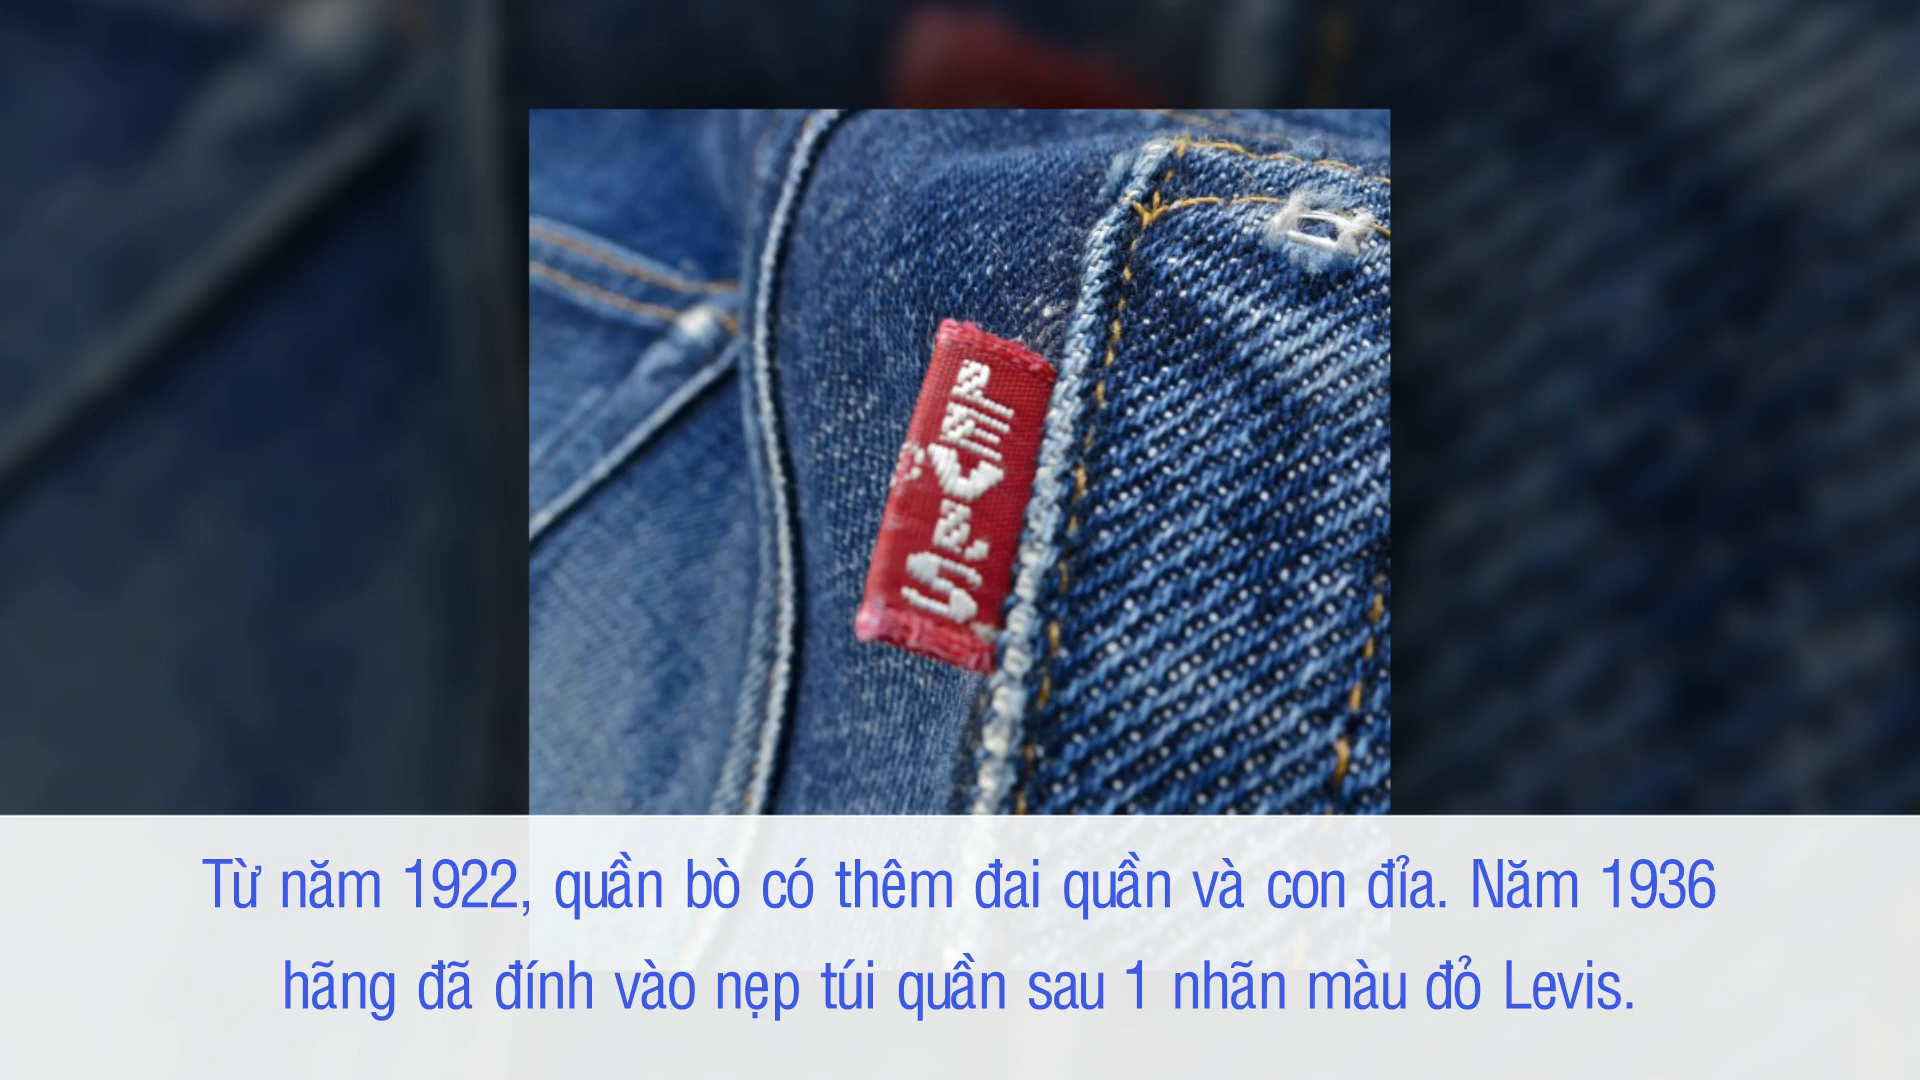 LEVI'S
Từ năm 1922, quần bò có thêm đai quần và con đỉa. Năm 1936
hãng đã đính vào nẹp túi quần sau 1 nhãn màu đỏ Levis.